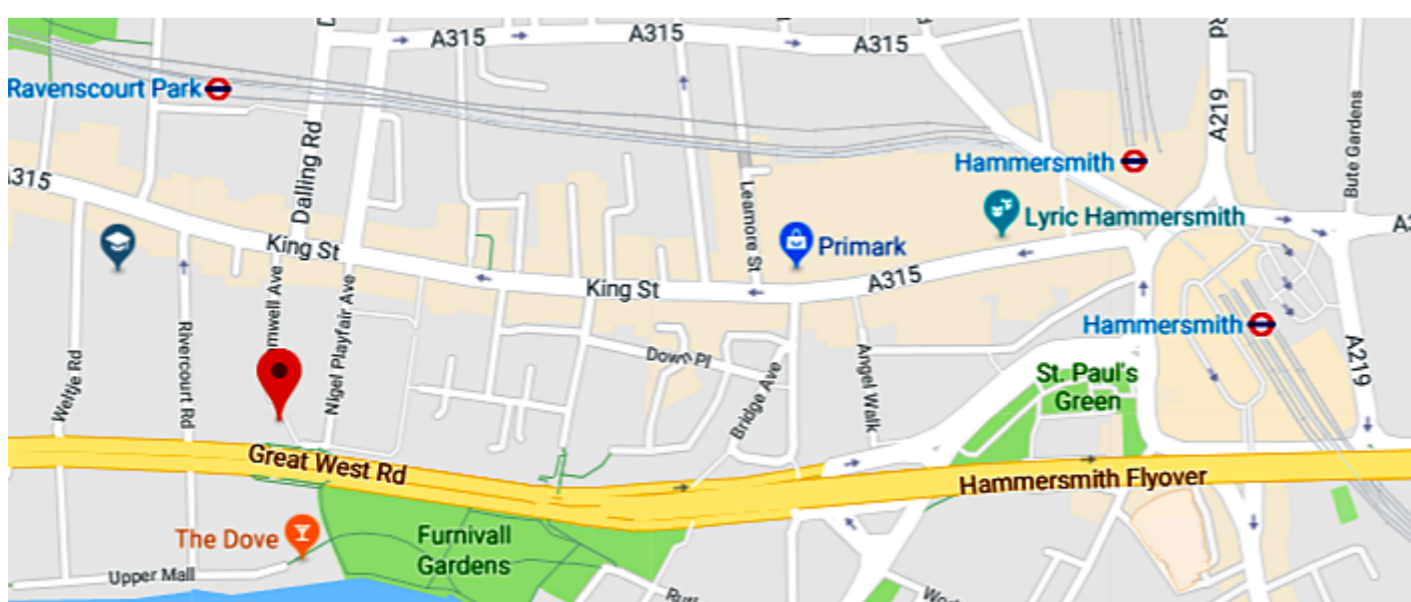 A315
A315
A315
A219
Ravenscourt Park
Bute Gardens
Dalling Rd
Hammersmith
A315
Leamore St
Lyric Hammersmith
King St
Primark
A315
King St
mwell Ave
Nigel Playfair Ave
Hammersmith
Rivercourt Rd
Weltje Rd
Down Pl
Angel Walk
A219
St. Paul's
Green
Bridge Ave
Great West Rd
Hammersmith Flyover
The Dove
Furnivall
Gardens
Upper Mall